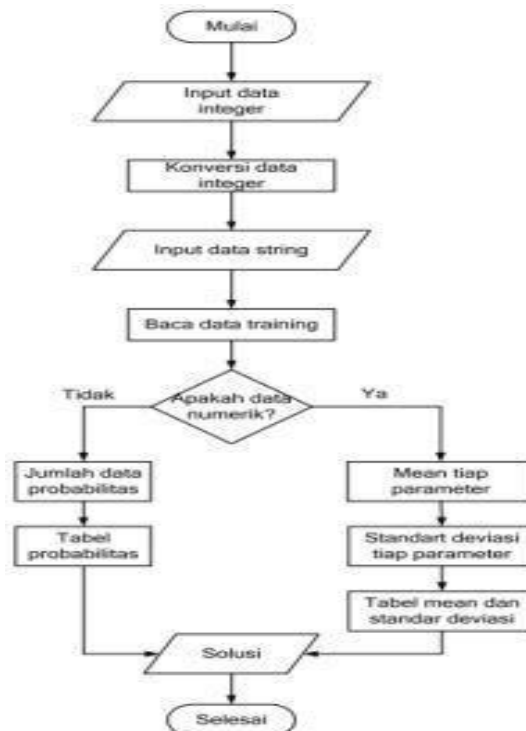 Mulai
Input data
integer
Konversi data
integer
Input data string
Baca data training
Apakah data
numerik?
Tidak
Ya
Jumlah data
probabilitas
Tabel
probabilitas
Mean tiap
parameter
Standart deviasi
tiap parameter
Tabel mean dan
standar deviasi
Solusi
Selesai